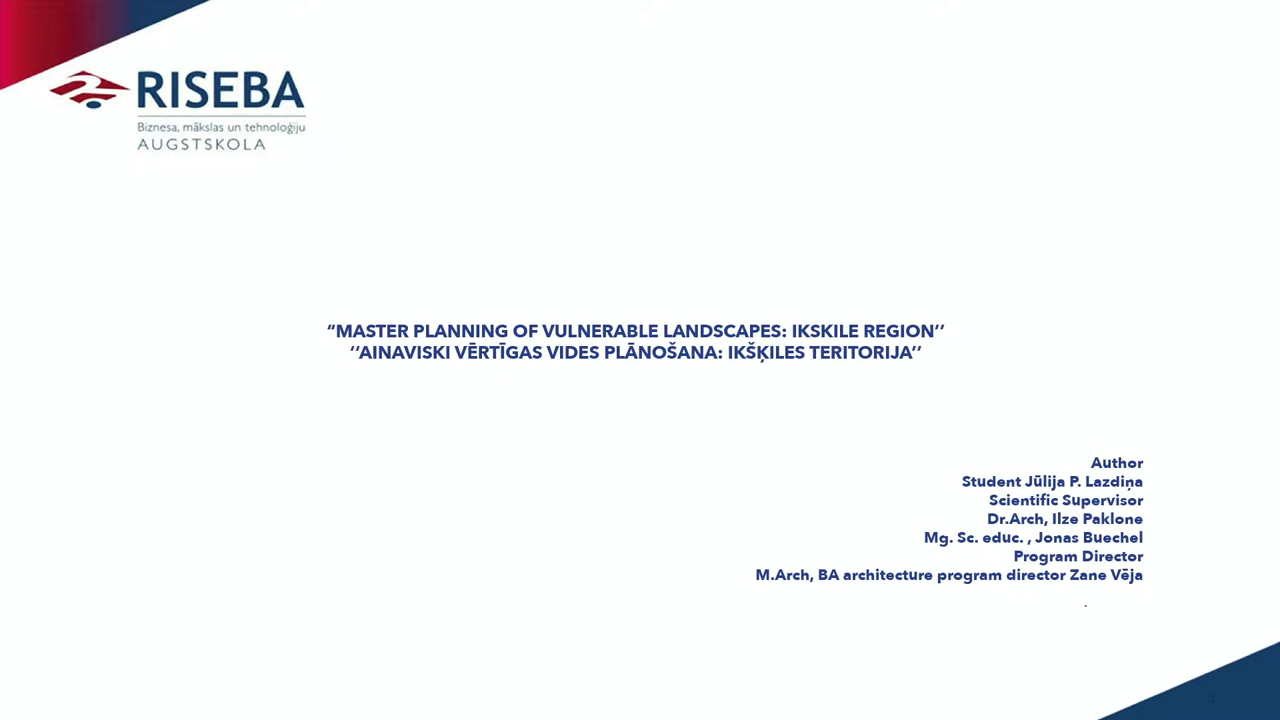 RISEBA
Biznesa, mākslas un tehnoloģiju
AUGSTSKOLA
“MASTER PLANNING OF VULNERABLE LANDSCAPES: IKSKILE REGION’’
‘‘AINAVISKI VĒRTĪGAS VIDES PLĀNOŠANA: IKŠĶILES TERITORIJA’’
Author
Student Jūlija P. Lazdiņa
Scientific Supervisor
Dr.Arch, Ilze Paklone
Mg. Sc. educ. , Jonas Buechel
Program Director
M.Arch, BA architecture program director Zane Vēja
.
1